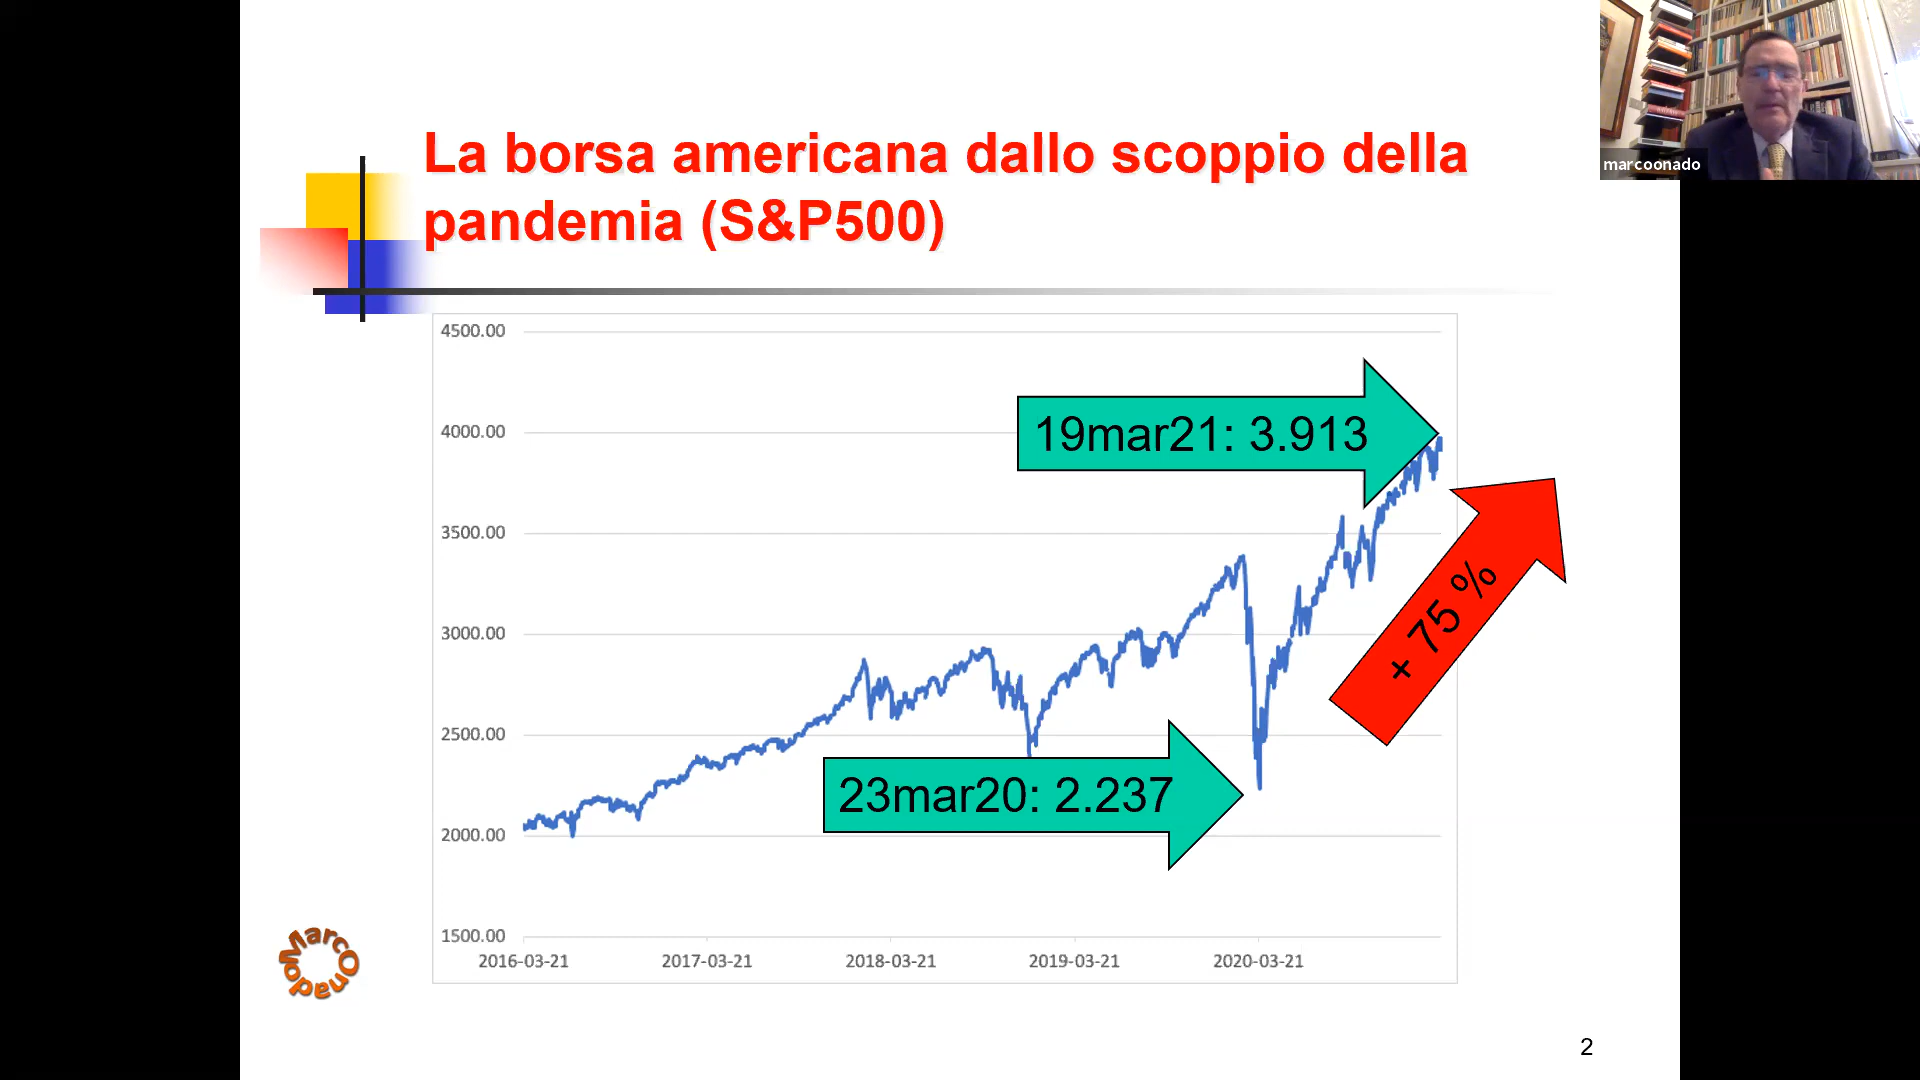 La borsa americana dallo scoppio della
pandemia (S&P500)
marcoonado
4500.00
4000.00
3500.00
3000.00
2500.00
2000.00
1500.00
19mar21: 3.913
+ 75 %
23mar20: 2.237
2016-03-21
2017-03-21
2018-03-21
2019-03-21
2020-03-21
MarcOnado
2